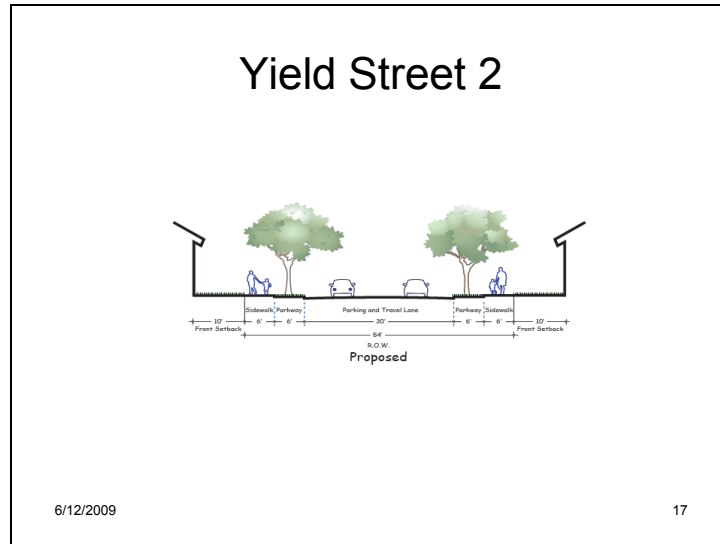 Yield Street 2
Sidewalk Parkway Parking and Travel Lane Parkway Sidewalk
10' 6' 6' 30' 6' 6' 10'
Front Setback Front Setback
64'
R.O.W.
Proposed
6/12/2009 17